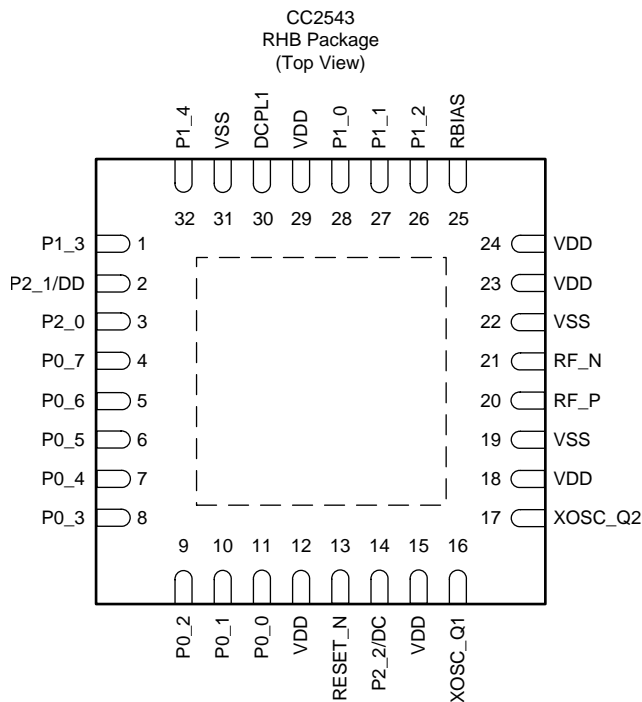 CC2543
RHB Package
(Top View)
P1_4
VSS
DCPL1
VDD
P1_0
P1_1
P1_2
RBIAS
32 31 30 29 28 27 26 25
P1_3 1
P2_1/DD 2
P2_0 3
P0_7 4
P0_6 5
P0_5 6
P0_4 7
P0_3 8
24 VDD
23 VDD
22 VSS
21 RF_N
20 RF_P
19 VSS
18 VDD
17 XOSC_Q2
9 10 11 12 13 14 15 16
P0_2
P0_1
P0_0
VDD
RESET_N
P2_2/DC
VDD
XOSC_Q1